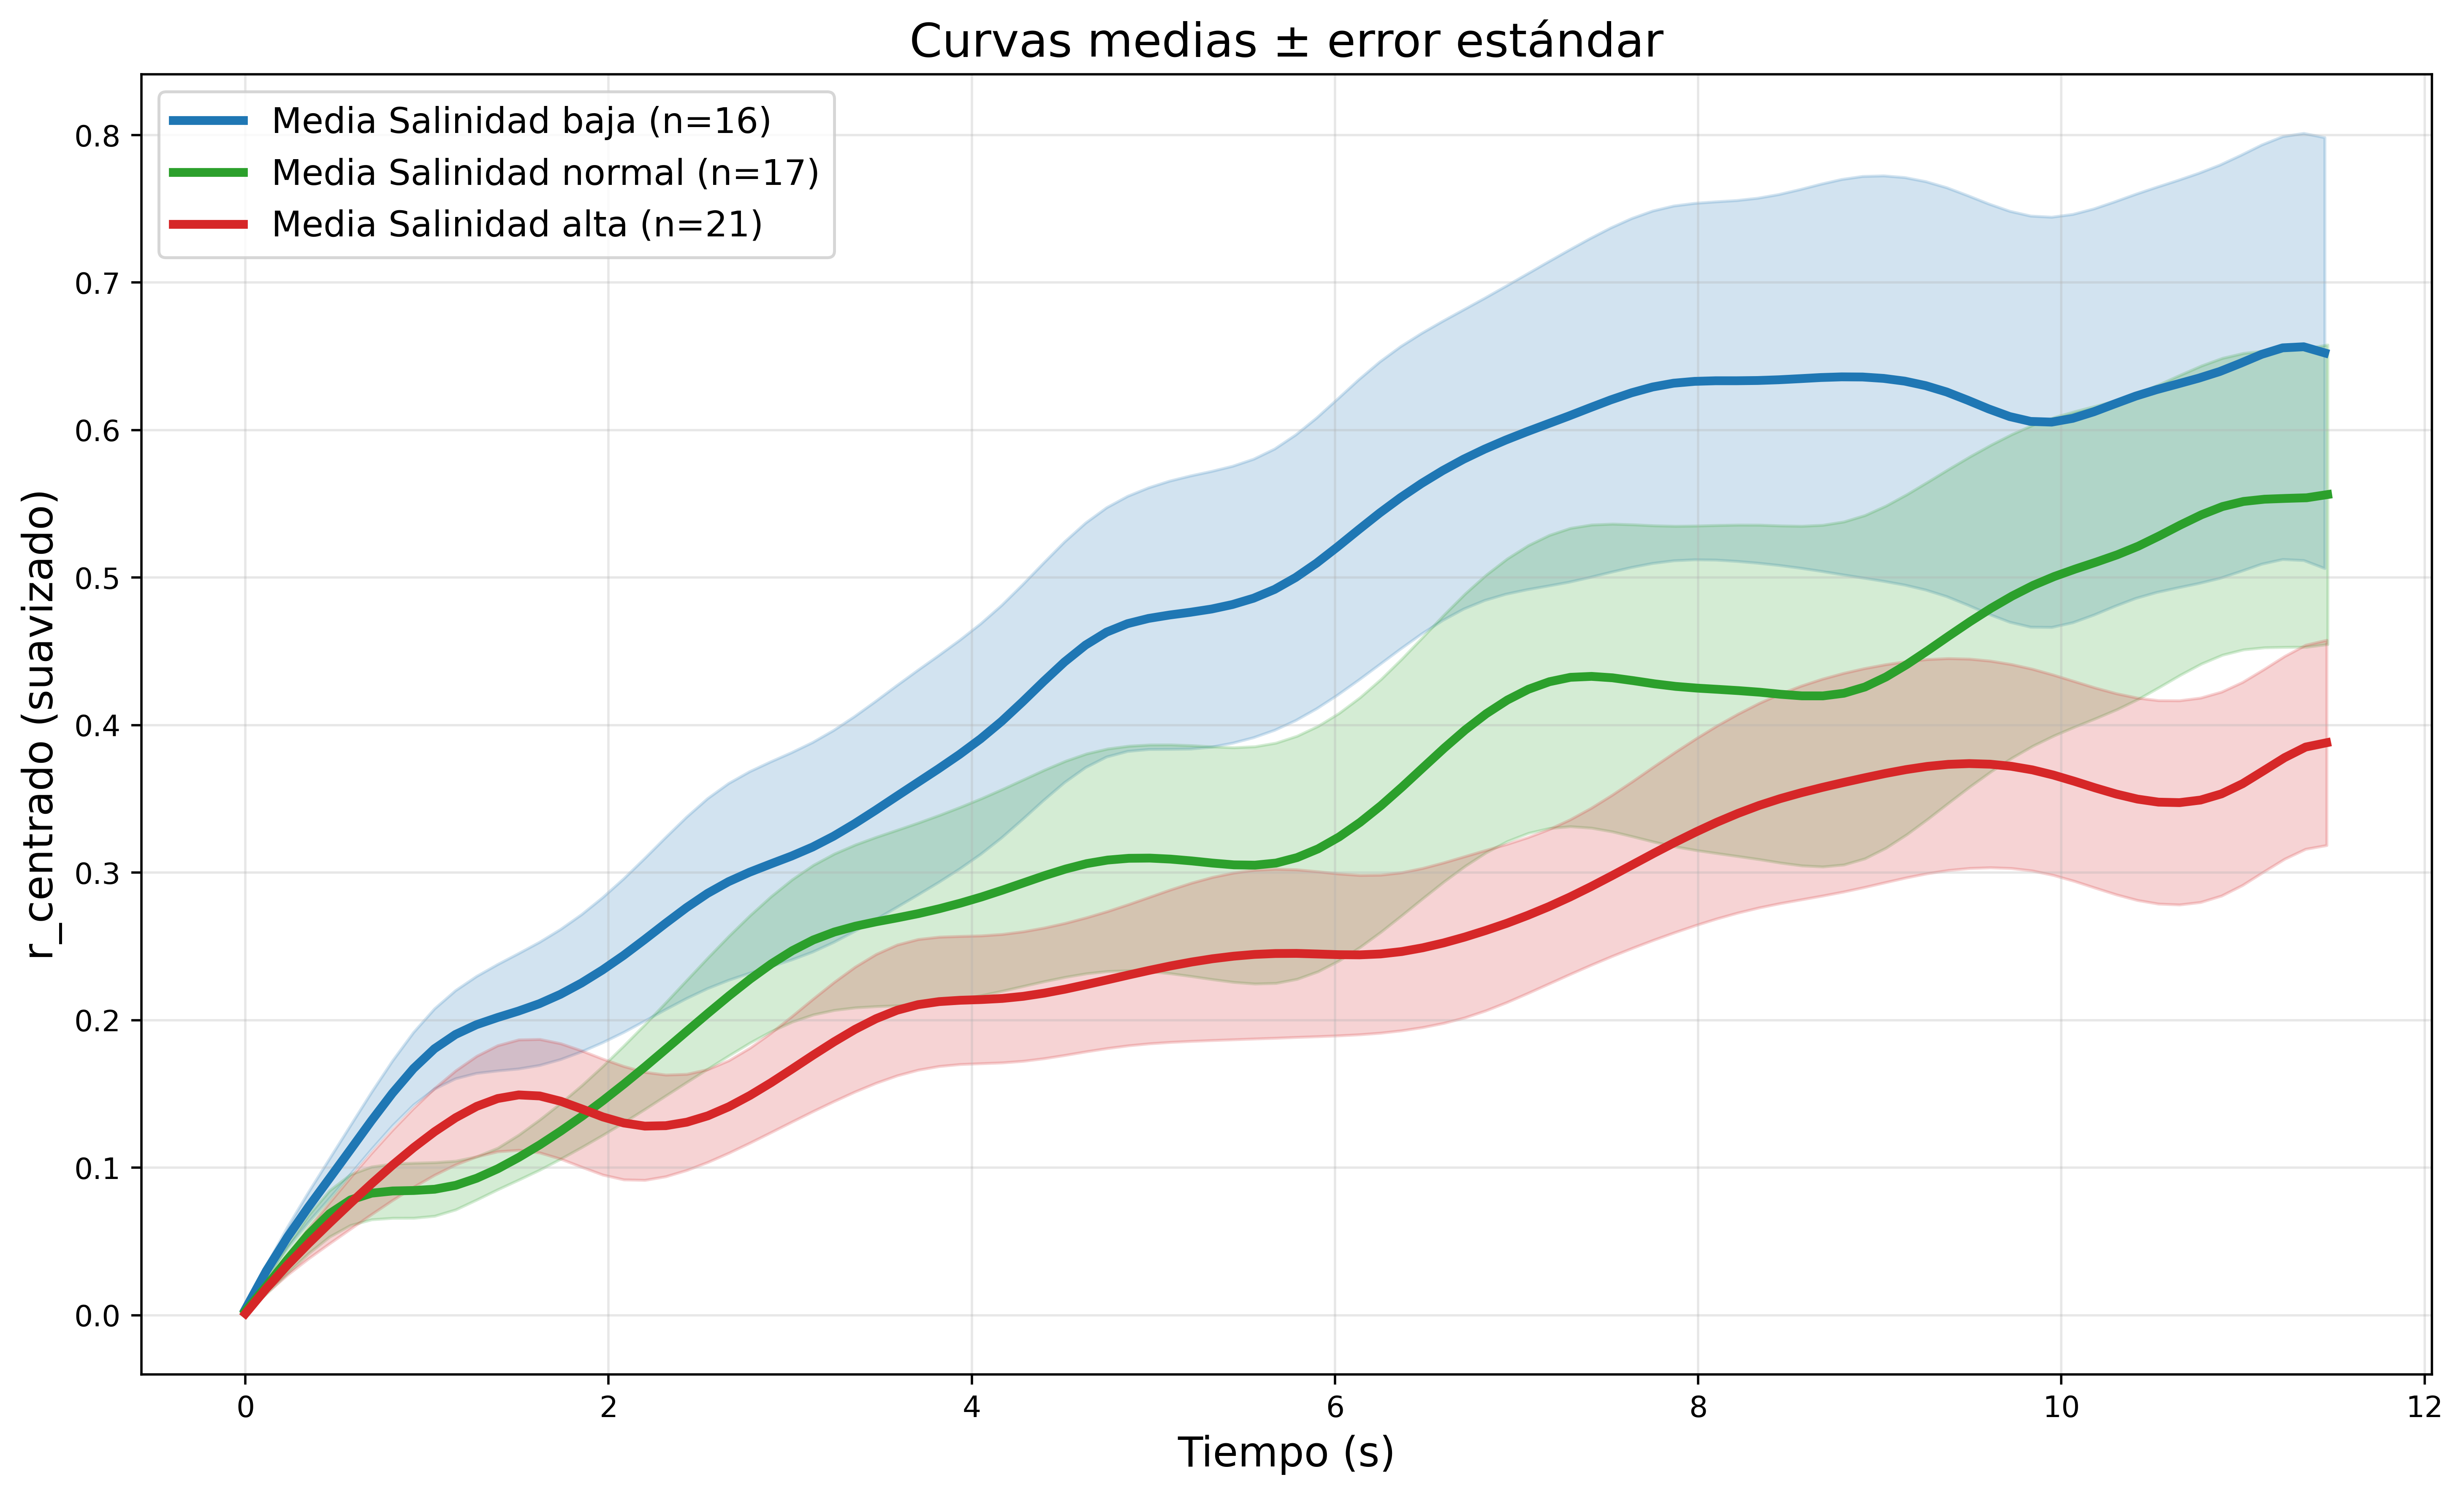 Curvas medias ± error estándar
Media Salinidad baja (n=16)
Media Salinidad normal (n=17)
Media Salinidad alta (n=21)
r_centrado (suavizado)
0.8
0.7
0.6
0.5
0.4
0.3
0.2
0.1
0.0
0 2 4 6 8 10 12
Tiempo (s)